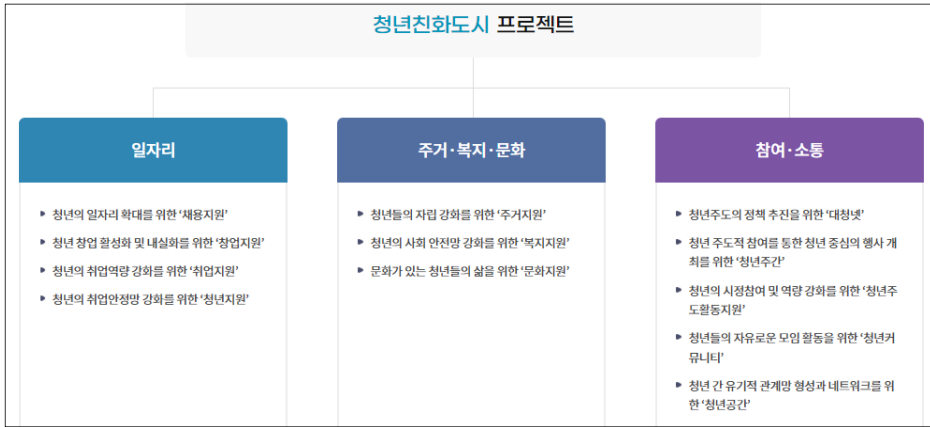 청년친화도시 프로젝트
일자리
청년의 일자리 확대를 위한 ‘채용지원’
청년 창업 활성화 및 내실화를 위한 ‘창업지원’
청년의 취업역량 강화를 위한 ‘취업지원’
청년의 취업안정망 강화를 위한 ‘청년지원’
주거·복지·문화
청년들의 자립 강화를 위한 ‘주거지원’
청년의 사회 안전망 강화를 위한 ‘복지지원’
문화가 있는 청년들의 삶을 위한 ‘문화지원’
참여·소통
청년주도의 정책 추진을 위한 ‘대청넷’
청년 주도적 참여를 통한 청년 중심의 행사 개
최를 위한 ‘청년주간’
청년의 시정참여 및 역량 강화를 위한 ‘청년주
도활동지원’
청년들의 자유로운 모임 활동을 위한 ‘청년커
뮤니티’
청년 간 유기적 관계망 형성과 네트워크를 위
한 ‘청년공간’